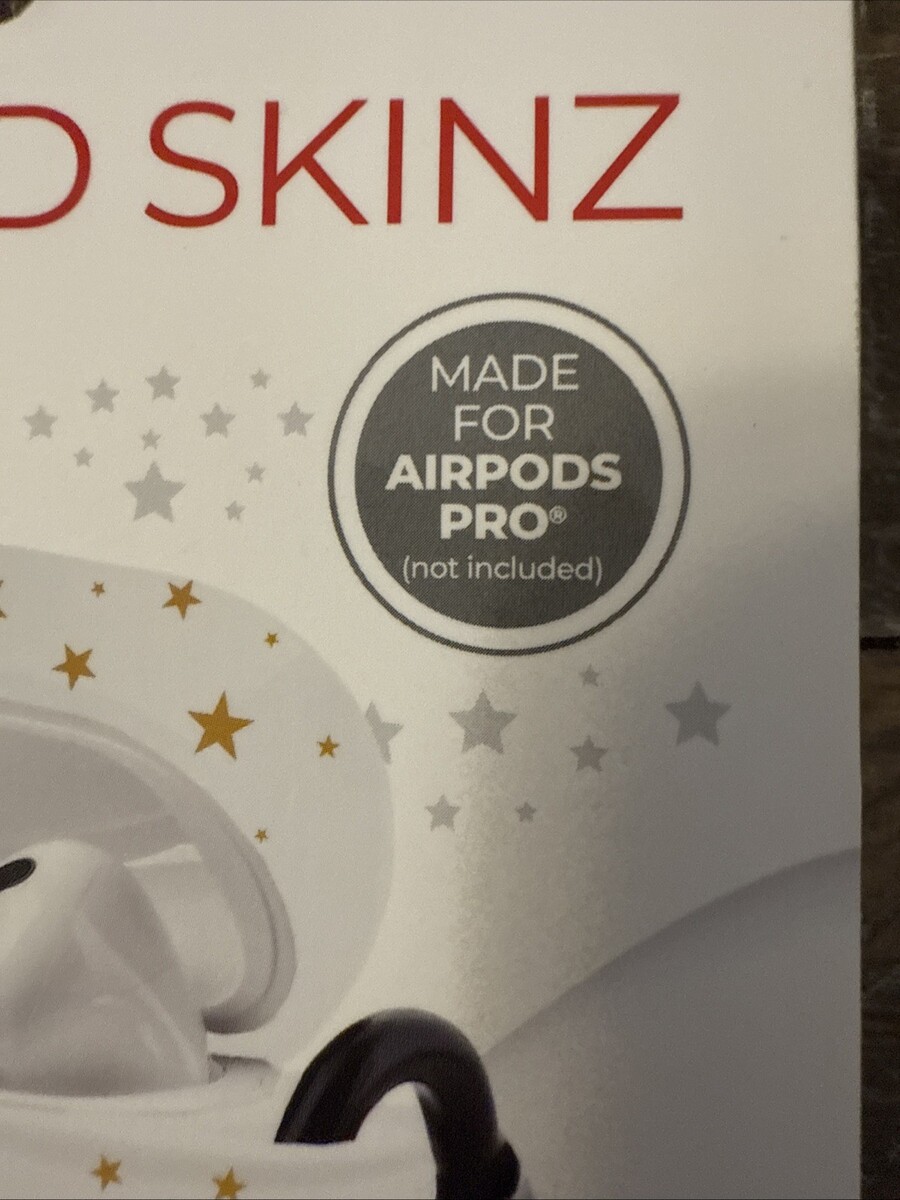 D SKINZ
MADE
FOR
AIRPODS
PRO®
(not included)